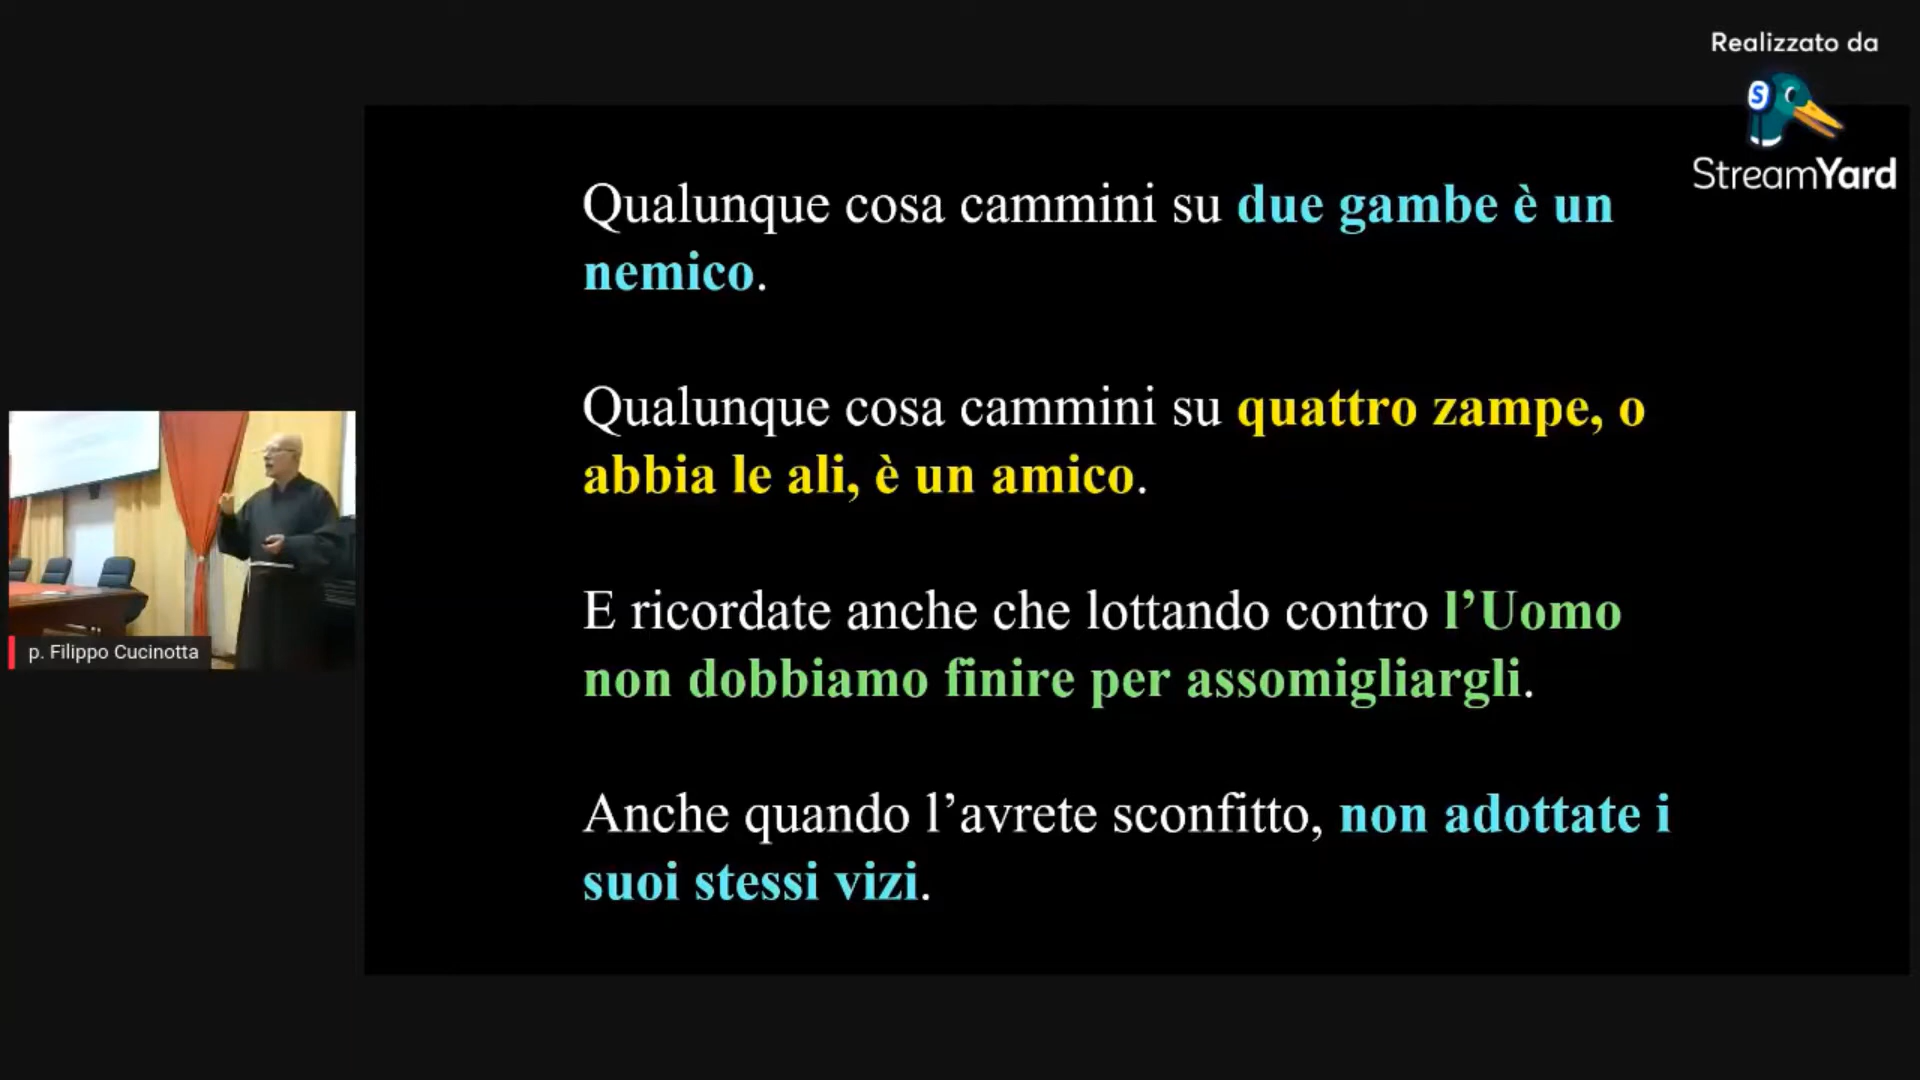 Realizzato da
S
StreamYard
Qualunque cosa cammini su due gambe è un
nemico.
Qualunque cosa cammini su quattro zampe, o
abbia le ali, è un amico.
E ricordate anche che lottando contro l’Uomo
non dobbiamo finire per assomigliargli.
Anche quando l’avrete sconfitto, non adottate i
suoi stessi vizi.
p. Filippo Cucinotta